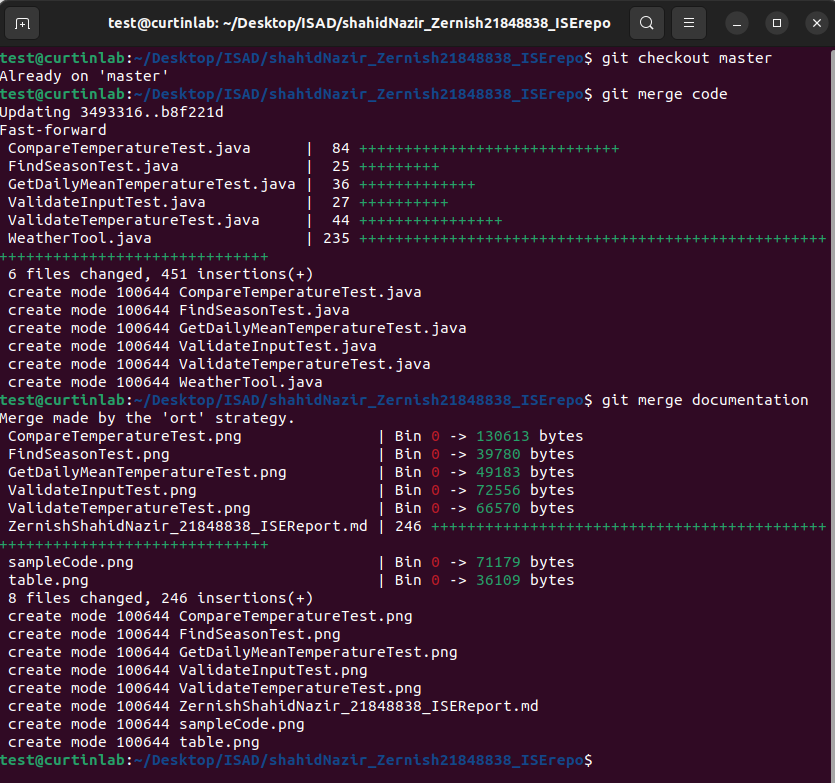 test@curtinlab: ~/Desktop/ISAD/shahidNazir_Zernish21848838_ISErepo
test@curtinlab:~/Desktop/ISAD/shahidNazir_Zernish21848838_ISErepo$ git checkout master
Already on 'master'
test@curtinlab:~/Desktop/ISAD/shahidNazir_Zernish21848838_ISErepo$ git merge code
Updating 3493316..b8f221d
Fast-forward
 CompareTemperatureTest.java      |  84 +++++++++++++++++++++++++++++
 FindSeasonTest.java              |  25 +++++++++
 GetDailyMeanTemperatureTest.java |  36 +++++++++++++
 ValidateInputTest.java           |  27 ++++++++++
 ValidateTemperatureTest.java     |  44 ++++++++++++++++
 WeatherTool.java                 | 235 ++++++++++++++++++++++++++++++++++++++++++++++++++++
++++++++++++++++++++++++++++++
 6 files changed, 451 insertions(+)
 create mode 100644 CompareTemperatureTest.java
 create mode 100644 FindSeasonTest.java
 create mode 100644 GetDailyMeanTemperatureTest.java
 create mode 100644 ValidateInputTest.java
 create mode 100644 ValidateTemperatureTest.java
 create mode 100644 WeatherTool.java
test@curtinlab:~/Desktop/ISAD/shahidNazir_Zernish21848838_ISErepo$ git merge documentation
Merge made by the 'ort' strategy.
 CompareTemperatureTest.png               | Bin 0 -> 130613 bytes
 FindSeasonTest.png                       | Bin 0 -> 39780 bytes
 GetDailyMeanTemperatureTest.png          | Bin 0 -> 49183 bytes
 ValidateInputTest.png                    | Bin 0 -> 72556 bytes
 ValidateTemperatureTest.png              | Bin 0 -> 66570 bytes
 ZernishShahidNazir_21848838_ISEReport.md | 246 ++++++++++++++++++++++++++++++++++++++++++++
++++++++++++++++++++++++++++++
 sampleCode.png                           | Bin 0 -> 71179 bytes
 table.png                                | Bin 0 -> 36109 bytes
 8 files changed, 246 insertions(+)
 create mode 100644 CompareTemperatureTest.png
 create mode 100644 FindSeasonTest.png
 create mode 100644 GetDailyMeanTemperatureTest.png
 create mode 100644 ValidateInputTest.png
 create mode 100644 ValidateTemperatureTest.png
 create mode 100644 ZernishShahidNazir_21848838_ISEReport.md
 create mode 100644 sampleCode.png
 create mode 100644 table.png
test@curtinlab:~/Desktop/ISAD/shahidNazir_Zernish21848838_ISErepo$